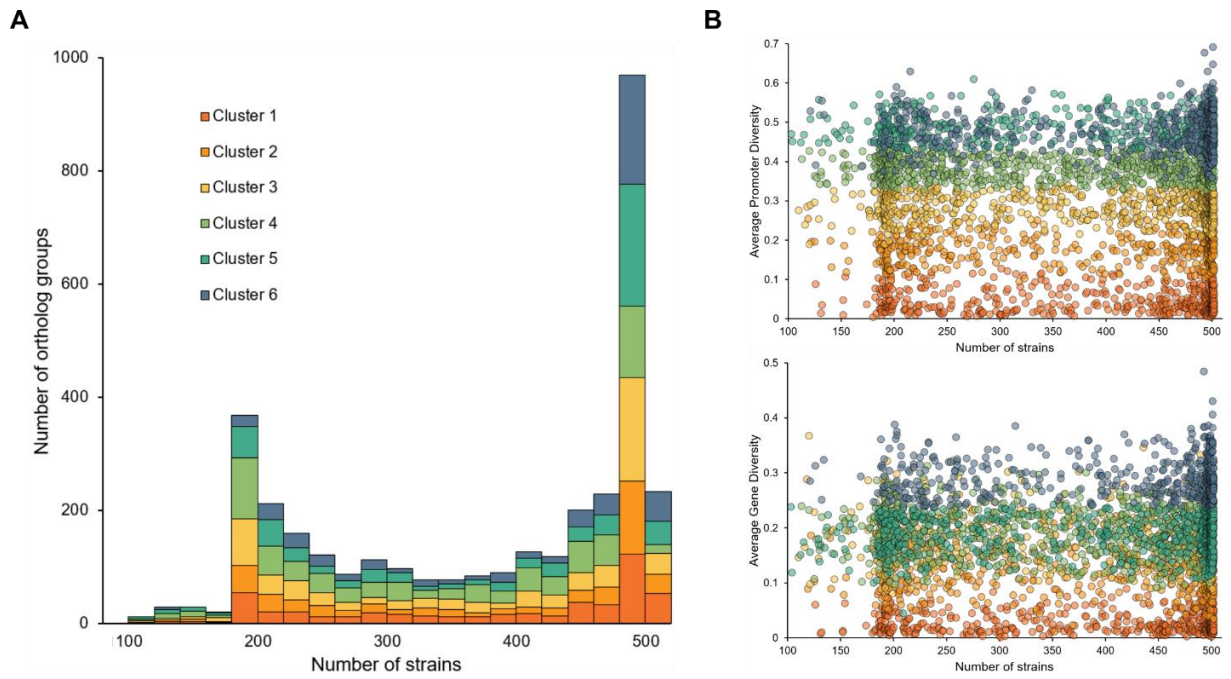 A
1000
800
600
400
200
0
Number of ortholog groups
Cluster 1
Cluster 2
Cluster 3
Cluster 4
Cluster 5
Cluster 6
100 200 300 400 500
Number of strains
B
0.7
0.6
0.5
0.4
0.3
0.2
0.1
0
Average Promoter Diversity
100 150 200 250 300 350 400 450 500
Number of strains
0.5
0.4
0.3
0.2
0.1
0
Average Gene Diversity
100 150 200 250 300 350 400 450 500
Number of strains